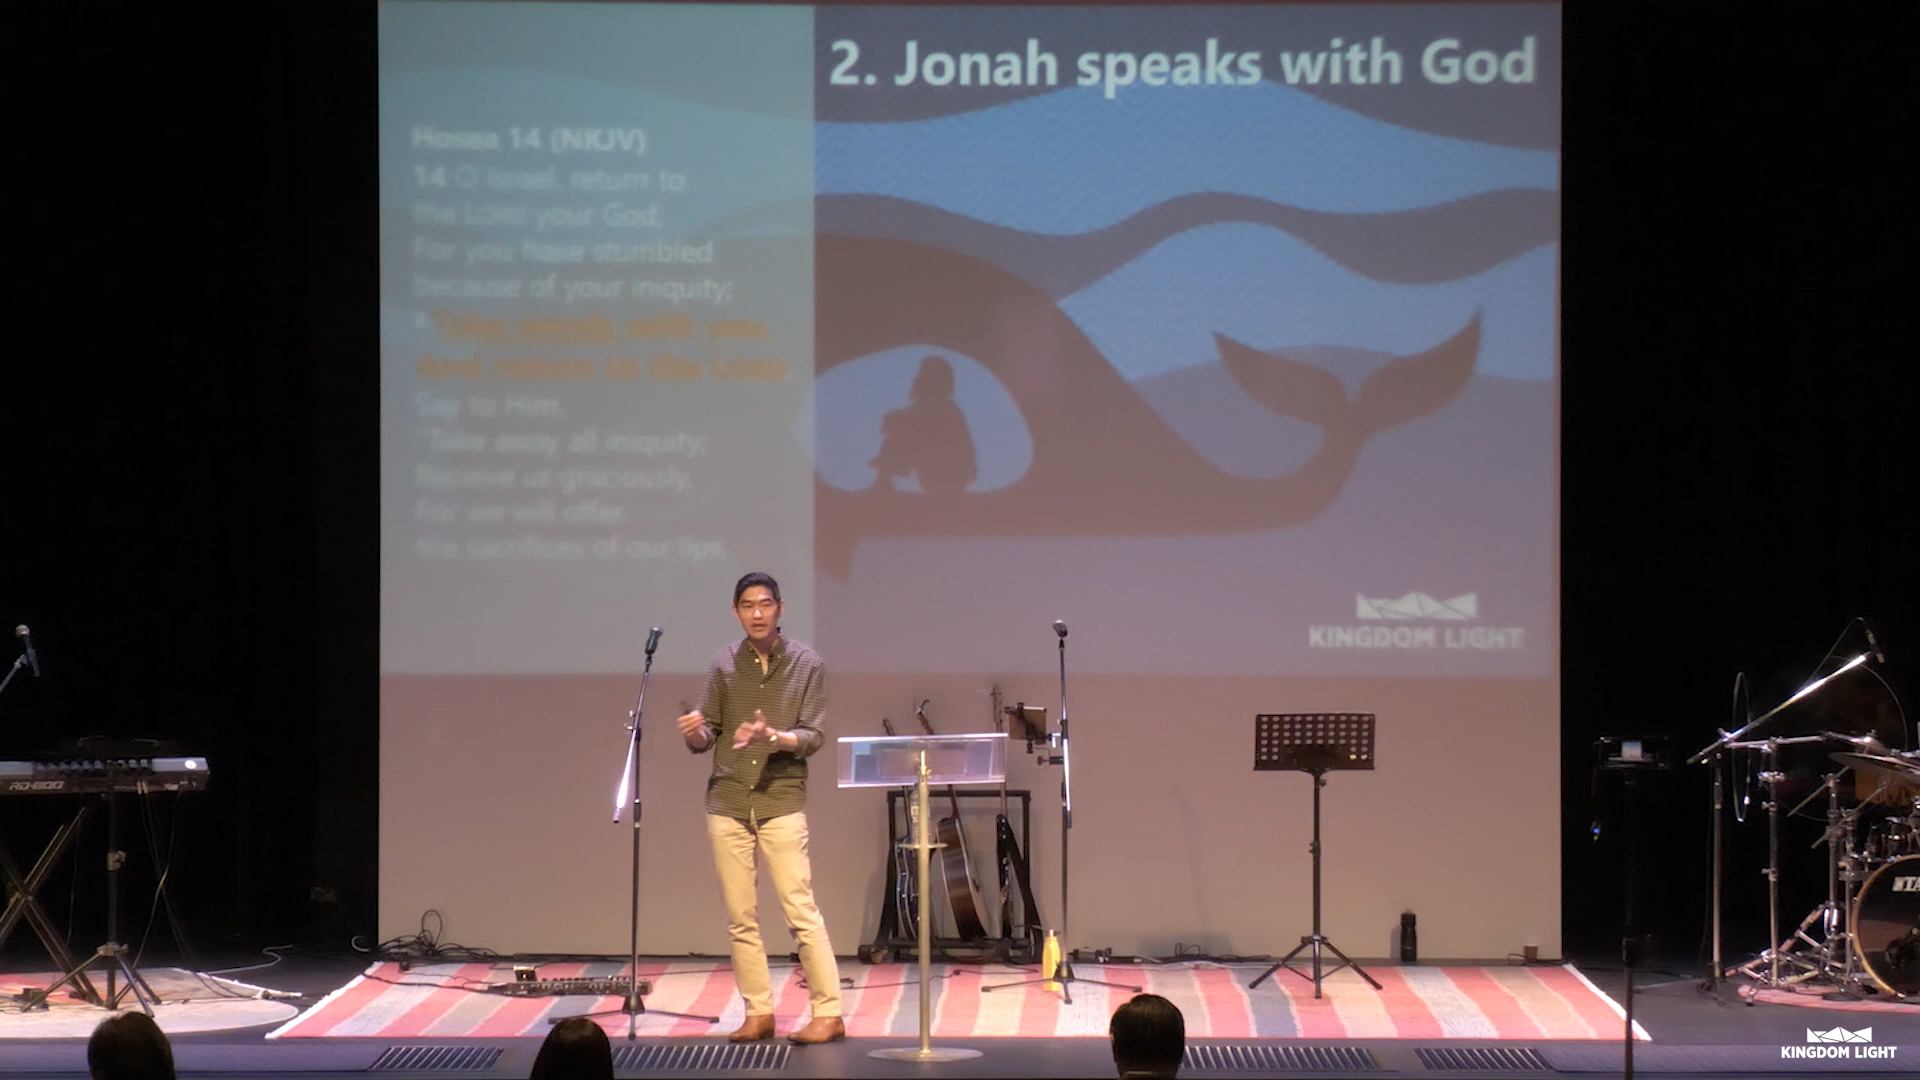 2. Jonah speaks with God
Hosea 14 (NKJV)
14 O Israel, return to
the LORD your God,
For you have stumbled
because of your iniquity;
Take words with you,
And return to the LORD.
Say to Him,
"Take away all iniquity;
Receive us graciously,
For we will offer
the sacrifices of our lips.
KINGDOM LIGHT
RD-800
KINGDOM LIGHT